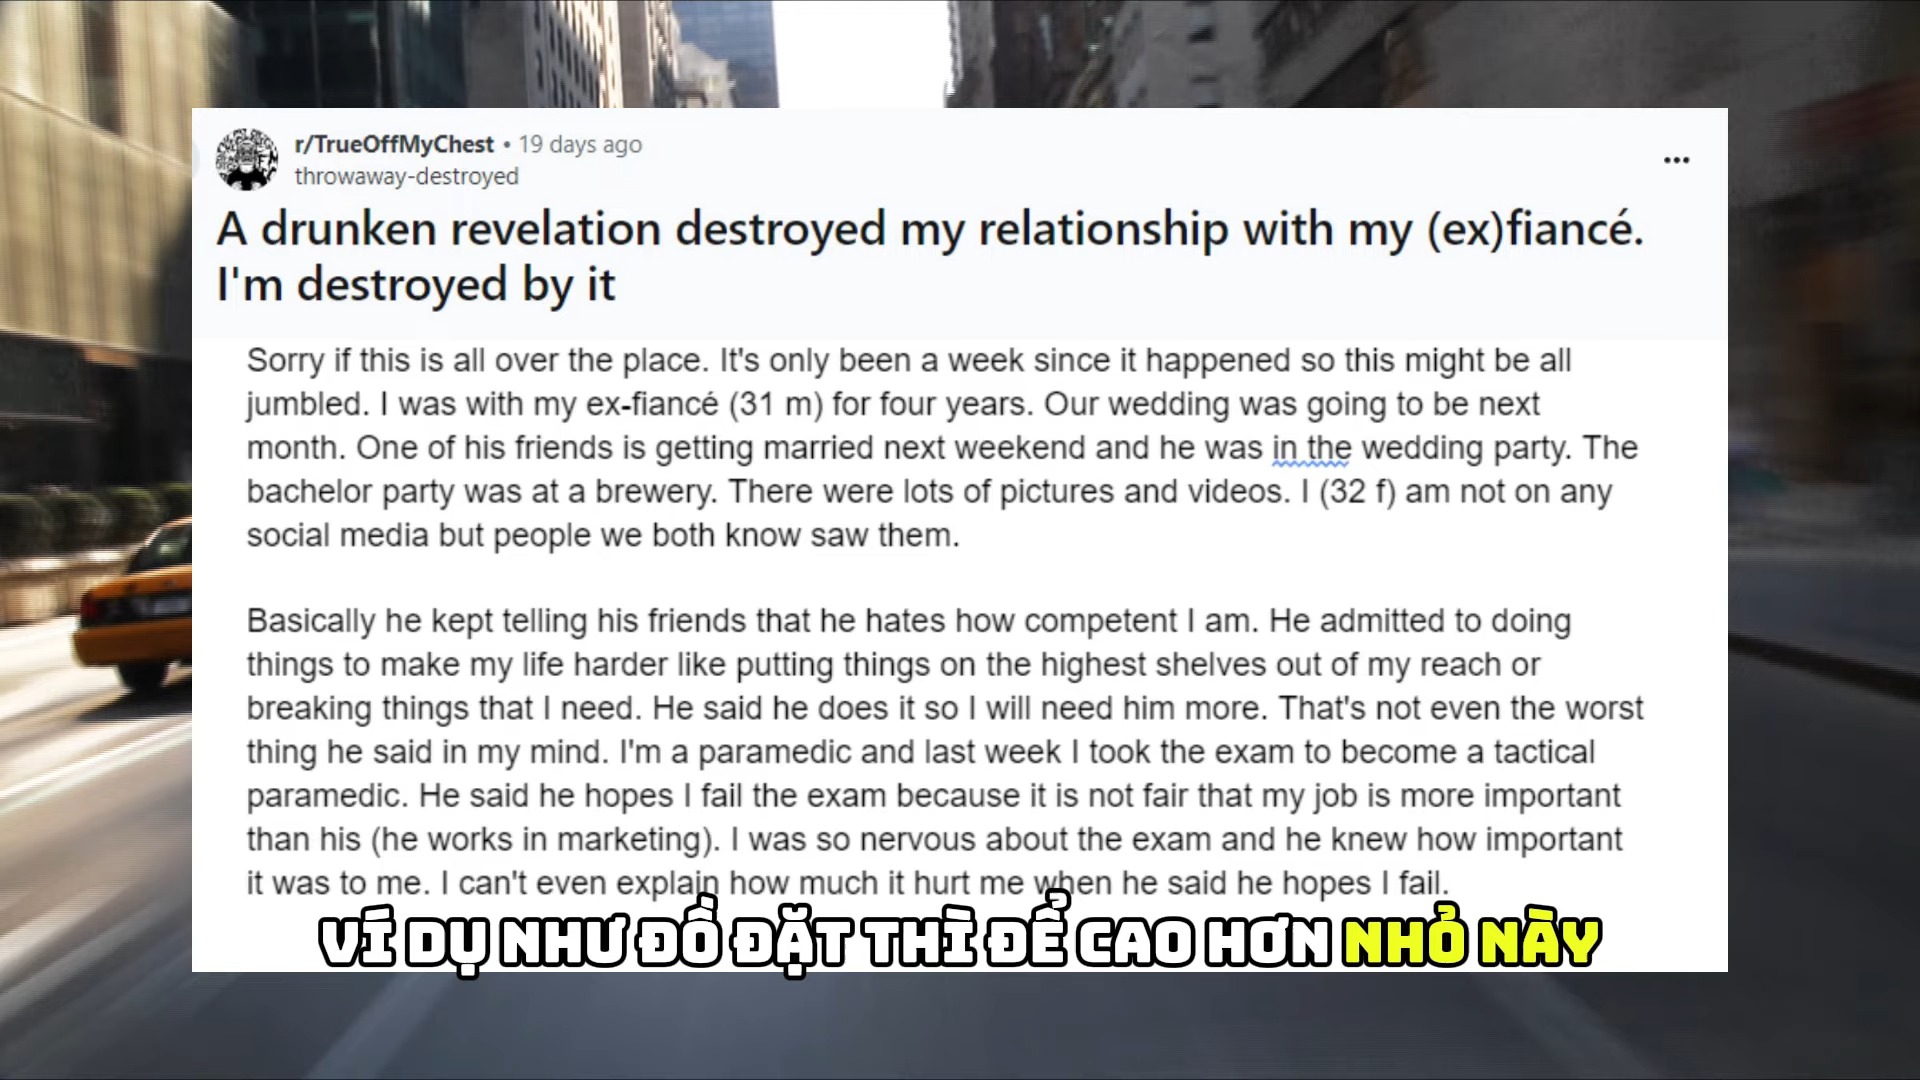 r/TrueOffMyChest • 19 days ago
throwaway-destroyed
A drunken revelation destroyed my relationship with my (ex)fiancé.
I'm destroyed by it
Sorry if this is all over the place. It's only been a week since it happened so this might be all
jumbled. I was with my ex-fiancé (31 m) for four years. Our wedding was going to be next
month. One of his friends is getting married next weekend and he was in the wedding party. The
bachelor party was at a brewery. There were lots of pictures and videos. I (32 f) am not on any
social media but people we both know saw them.
Basically he kept telling his friends that he hates how competent I am. He admitted to doing
things to make my life harder like putting things on the highest shelves out of my reach or
breaking things that I need. He said he does it so I will need him more. That's not even the worst
thing he said in my mind. I'm a paramedic and last week I took the exam to become a tactical
paramedic. He said he hopes I fail the exam because it is not fair that my job is more important
than his (he works in marketing). I was so nervous about the exam and he knew how important
it was to me. I can't even explain how much it hurt me when he said he hopes I fail.
VÍ DỤ NHƯ ĐỒ ĐẶT THÌ ĐỂ CAO HƠN NHỎ NÀY